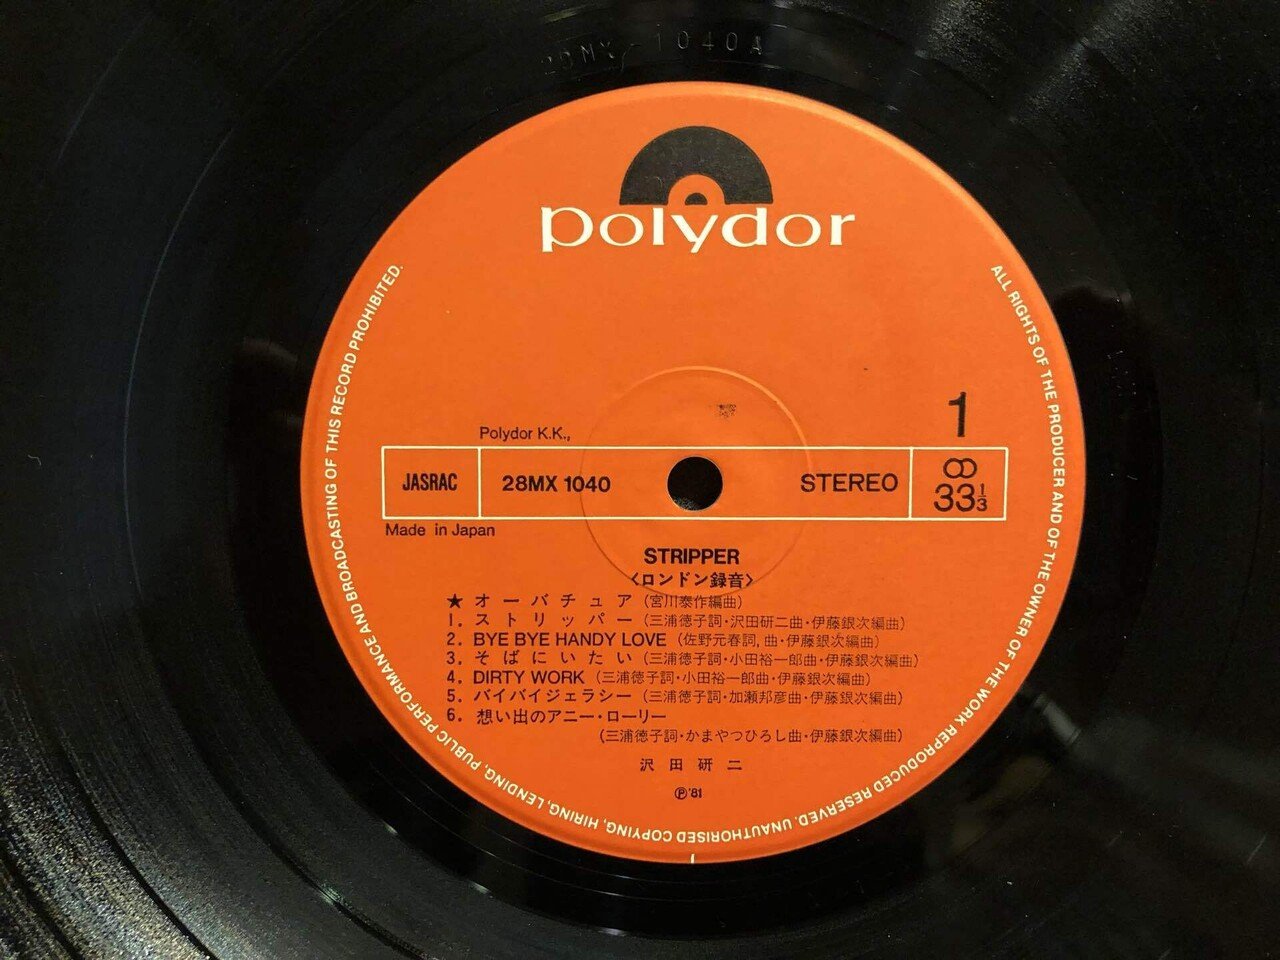 28MX 1040A
polydor
1
Polydor K.K.,
JASRAC
28MX 1040
STEREO
33 1/3
Made in Japan
STRIPPER
〈ロンドン録音〉
★ オーバチュア (宮川泰作編曲)
1. ストリッパー (三浦徳子詞・沢田研二曲・伊藤銀次編曲)
2. BYE BYE HANDY LOVE (佐野元春詞,曲・伊藤銀次編曲)
3. そばにいたい (三浦徳子詞・小田裕一郎曲・伊藤銀次編曲)
4. DIRTY WORK (三浦徳子詞・小田裕一郎曲・伊藤銀次編曲)
5. バイバイジェラシー (三浦徳子詞・加瀬邦彦曲・伊藤銀次編曲)
6. 想い出のアニー・ローリー
(三浦徳子詞・かまやつひろし曲・伊藤銀次編曲)
沢田研二
Ⓟ'81
ALL RIGHTS OF THE PRODUCER AND OF THE OWNER OF THE WORK REPRODUCED RESERVED. UNAUTHORISED COPYING, HIRING, LENDING, PUBLIC PERFORMANCE AND BROADCASTING OF THIS RECORD PROHIBITED.